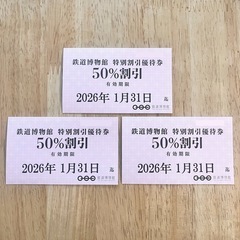 鉄道博物館 特別割引優待券
50%割引
有効期限
2026年 1月31日
鉄道博物館 特別割引優待券
50%割引
有効期限
2026年 1月31日
鉄道博物館 特別割引優待券
50%割引
有効期限
2026年 1月31日